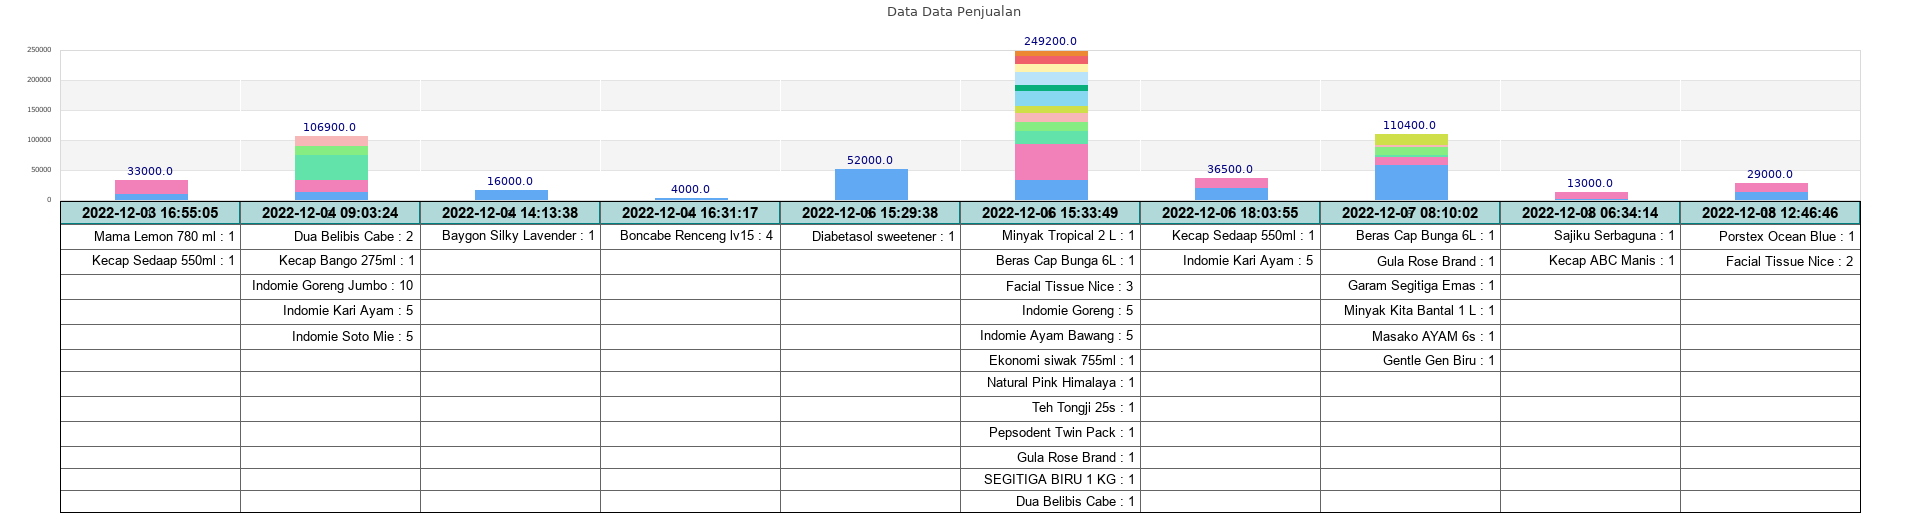 Data Data Penjualan
250000
200000
150000
100000
50000
0
33000.0
106900.0
16000.0
4000.0
52000.0
249200.0
36500.0
110400.0
13000.0
29000.0
2022-12-03 16:55:05 2022-12-04 09:03:24 2022-12-04 14:13:38 2022-12-04 16:31:17 2022-12-06 15:29:38 2022-12-06 15:33:49 2022-12-06 18:03:55 2022-12-07 08:10:02 2022-12-08 06:34:14 2022-12-08 12:46:46
Mama Lemon 780 ml : 1 Dua Belibis Cabe : 2 Baygon Silky Lavender : 1 Boncabe Renceng lv15 : 4 Diabetasol sweetener : 1 Minyak Tropical 2 L : 1 Kecap Sedaap 550ml : 1 Beras Cap Bunga 6L : 1 Sajiku Serbaguna : 1 Porstex Ocean Blue : 1
Kecap Sedaap 550ml : 1 Kecap Bango 275ml : 1 Beras Cap Bunga 6L : 1 Indomie Kari Ayam : 5 Gula Rose Brand : 1 Kecap ABC Manis : 1 Facial Tissue Nice : 2
Indomie Goreng Jumbo : 10 Facial Tissue Nice : 3 Garam Segitiga Emas : 1
Indomie Kari Ayam : 5 Indomie Goreng : 5 Minyak Kita Bantal 1 L : 1
Indomie Soto Mie : 5 Indomie Ayam Bawang : 5 Masako AYAM 6s : 1
Ekonomi siwak 755ml : 1 Gentle Gen Biru : 1
Natural Pink Himalaya : 1
Teh Tongji 25s : 1
Pepsodent Twin Pack : 1
Gula Rose Brand : 1
SEGITIGA BIRU 1 KG : 1
Dua Belibis Cabe : 1